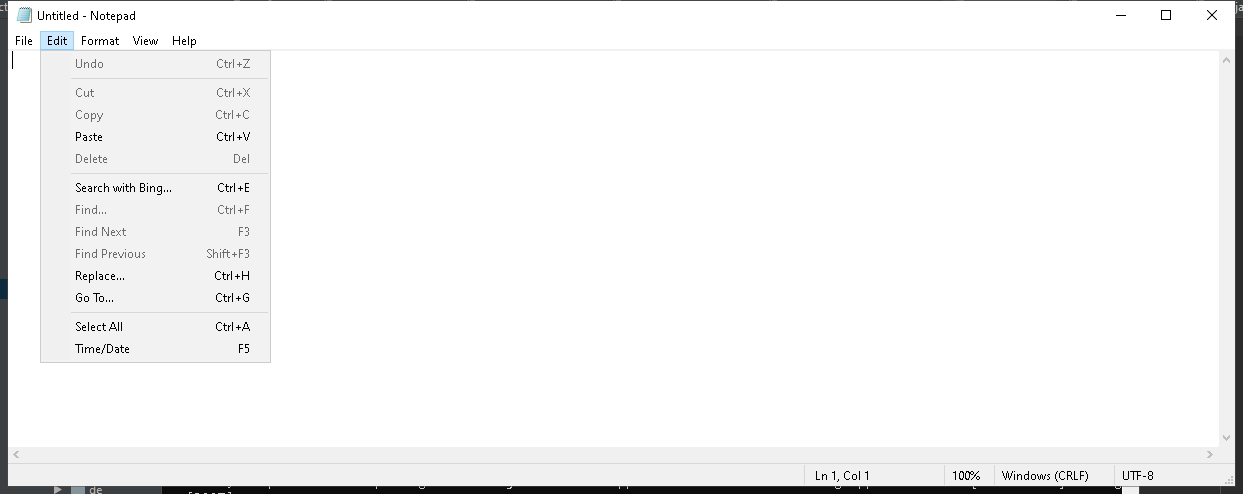 Untitled - Notepad
File Edit Format View Help
Undo Ctrl+Z
Cut Ctrl+X
Copy Ctrl+C
Paste Ctrl+V
Delete Del
Search with Bing... Ctrl+E
Find... Ctrl+F
Find Next F3
Find Previous Shift+F3
Replace... Ctrl+H
Go To... Ctrl+G
Select All Ctrl+A
Time/Date F5
Ln 1, Col 1 100% Windows (CRLF) UTF-8
de